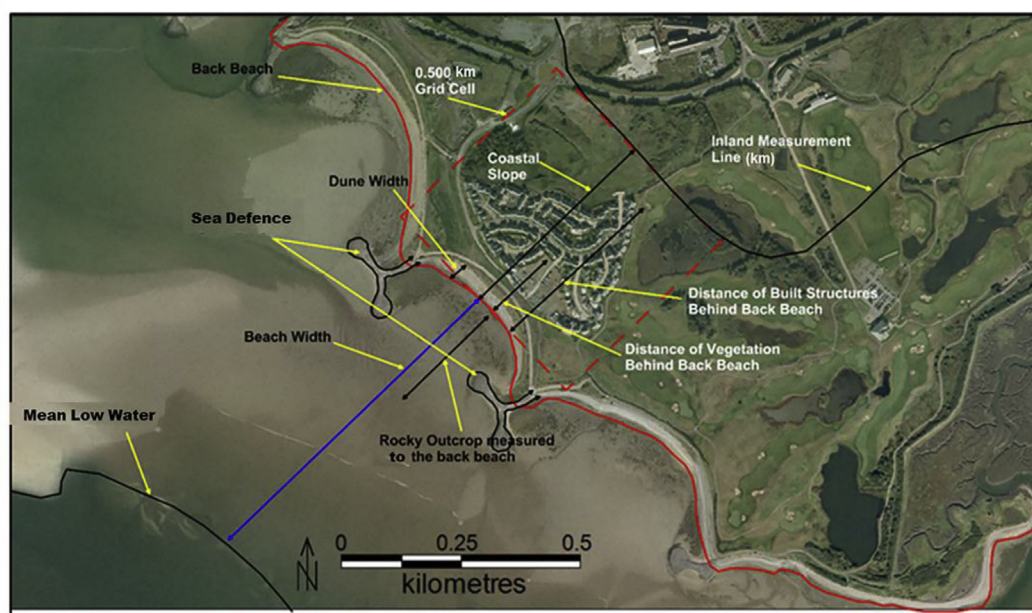 Back Beach
0.500 km
Grid Cell
Inland Measurement
Line (km)
Coastal
Slope
Dune Width
Sea Defence
Distance of Built Structures
Behind Back Beach
Beach Width
Distance of Vegetation
Behind Back Beach
Mean Low Water
Rocky Outcrop measured
to the back beach
N
0 0.25 0.5
kilometres